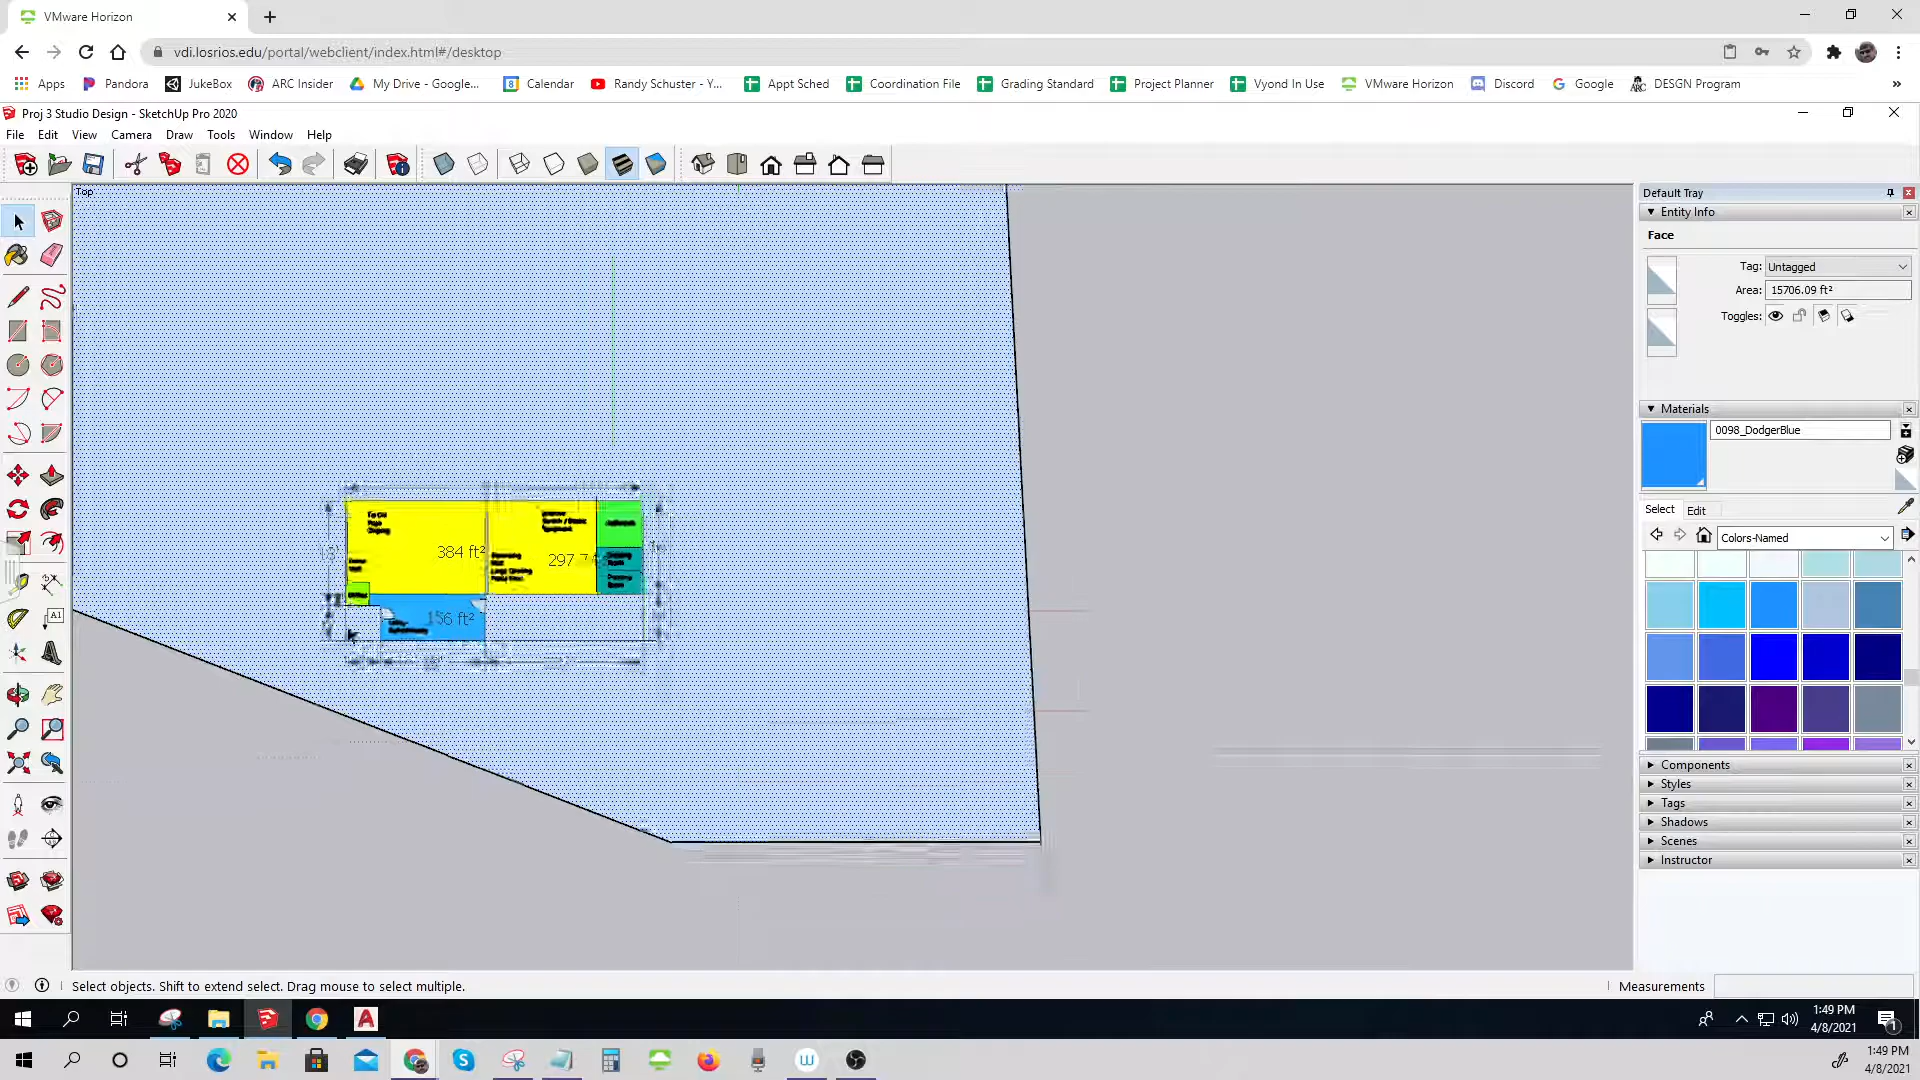 VMware Horizon
vdi.losrios.edu/portal/webclient/index.html#/desktop
Apps Pandora JukeBox ARC Insider My Drive - Google... Calendar Randy Schuster - Y... Appt Sched Coordination File Grading Standard Project Planner Vyond In Use VMware Horizon Discord Google DESGN Program »
Proj 3 Studio Design - SketchUp Pro 2020
File Edit View Camera Draw Tools Window Help
Top
Default Tray
Entity Info
Face
Tag: Untagged
Area: 15706.09 ft²
Toggles:
Materials
0098_DodgerBlue
Select Edit
Colors-Named
384 ft²
297.7
156 ft²
Components
Styles
Tags
Shadows
Scenes
Instructor
Select objects. Shift to extend select. Drag mouse to select multiple.
Measurements
1:49 PM
4/8/2021
1:49 PM
4/8/2021